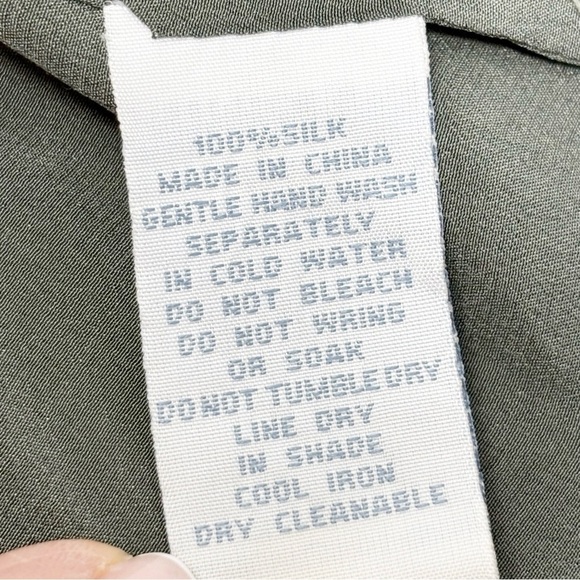 100% SILK
MADE IN CHINA
GENTLE HAND WASH
SEPARATELY
IN COLD WATER
DO NOT BLEACH
DO NOT WRING
OR SOAK
DO NOT TUMBLE DRY
LINE DRY
IN SHADE
COOL IRON
DRY CLEANABLE